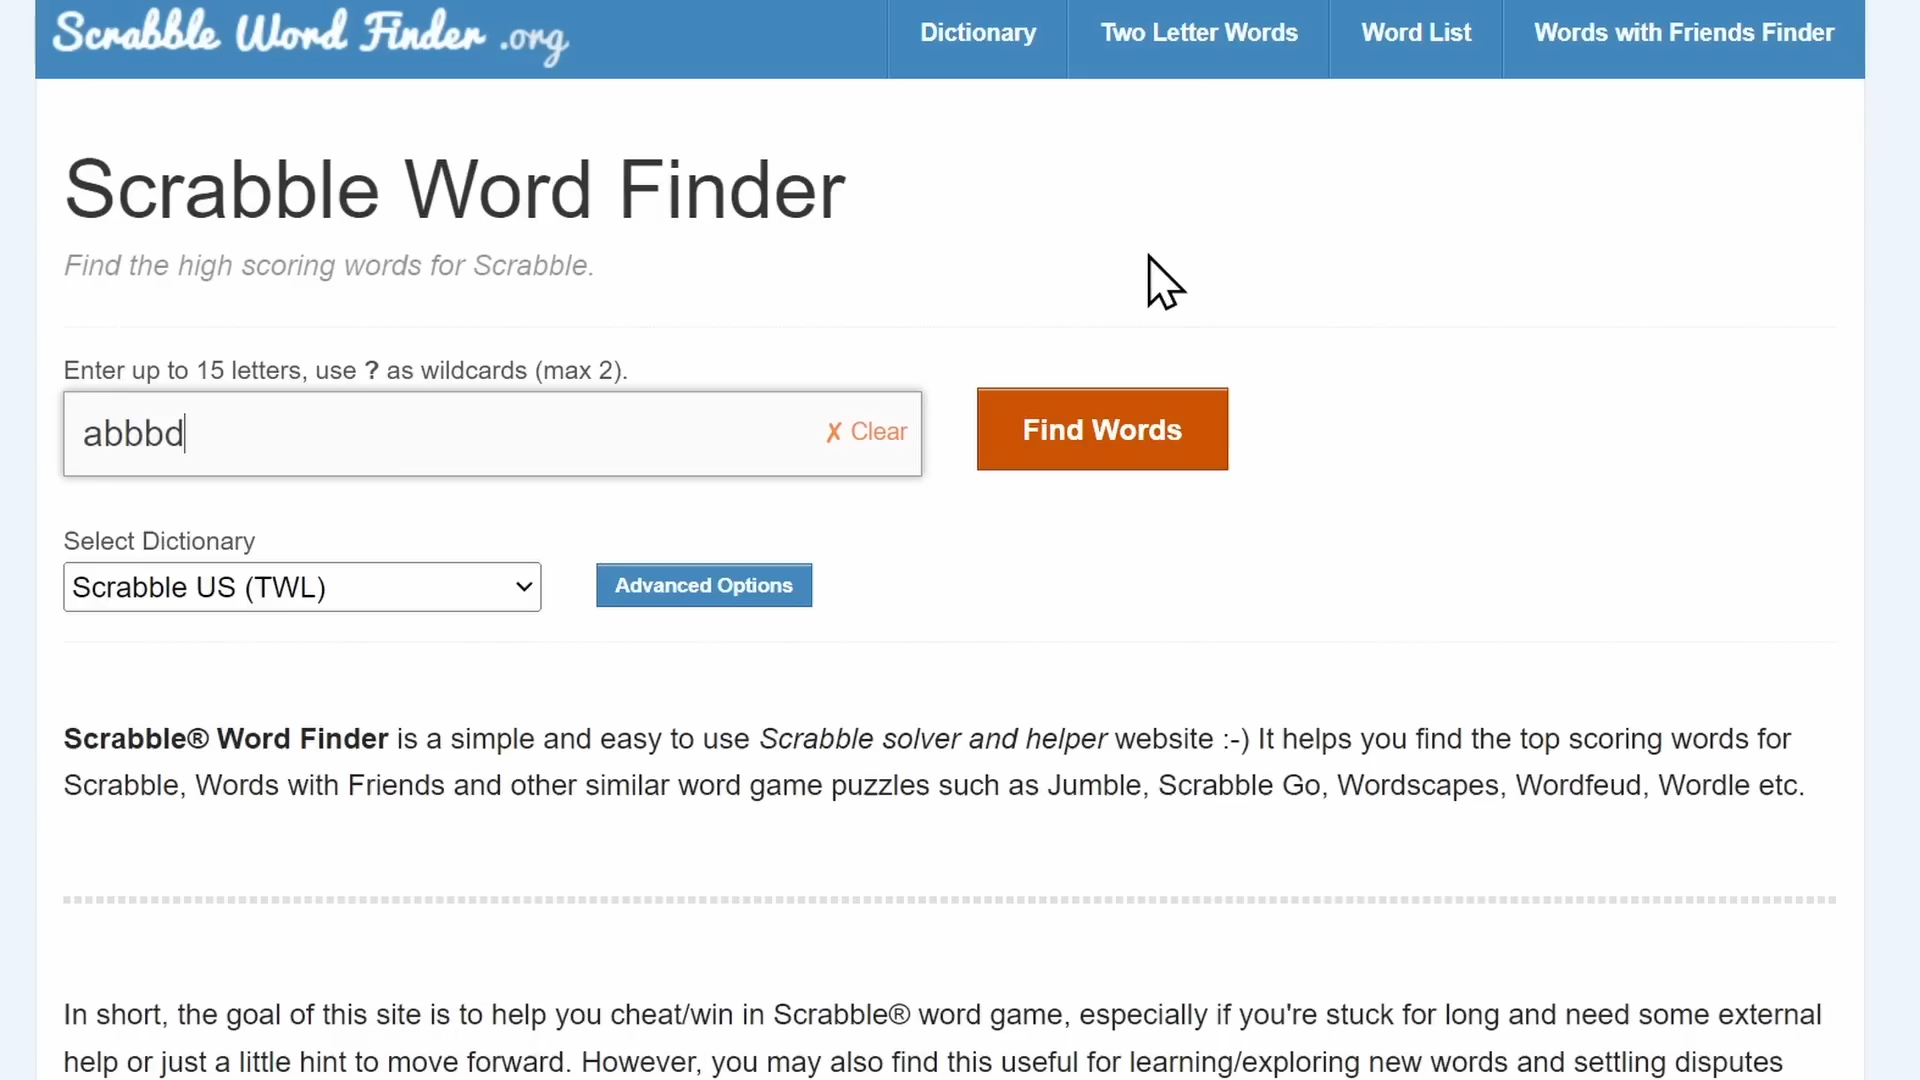 Scrabble Word Finder .org
Dictionary
Two Letter Words
Word List
Words with Friends Finder
Scrabble Word Finder
Find the high scoring words for Scrabble.
Enter up to 15 letters, use ? as wildcards (max 2).
abbbd
✗ Clear
Find Words
Select Dictionary
Scrabble US (TWL)
Advanced Options
Scrabble® Word Finder is a simple and easy to use Scrabble solver and helper website :-) It helps you find the top scoring words for
Scrabble, Words with Friends and other similar word game puzzles such as Jumble, Scrabble Go, Wordscapes, Wordfeud, Wordle etc.
In short, the goal of this site is to help you cheat/win in Scrabble® word game, especially if you're stuck for long and need some external
help or just a little hint to move forward. However, you may also find this useful for learning/exploring new words and settling disputes